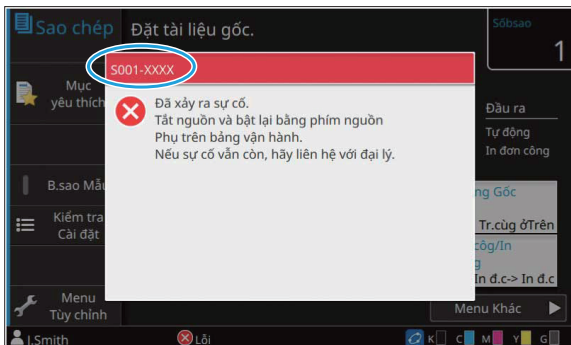 Sao chép
Đặt tài liệu gốc.
Sốbsao
1
S001-XXXX
Đã xảy ra sự cố.
Tắt nguồn và bật lại bằng phím nguồn
Phụ trên bảng vận hành.
Nếu sự cố vẫn còn, hãy liên hệ với đại lý.
Mục
yêu thích
B.sao Mẫu
Kiểm tra
Cài đặt
Menu
Tùy chỉnh
Đầu ra
Tự động
In đơn công
ng Gốc
Tr.cùg ởTrên
côg/In
g
In đ.c-> In đ.c
Menu Khác
J.Smith
Lỗi
K C M Y G